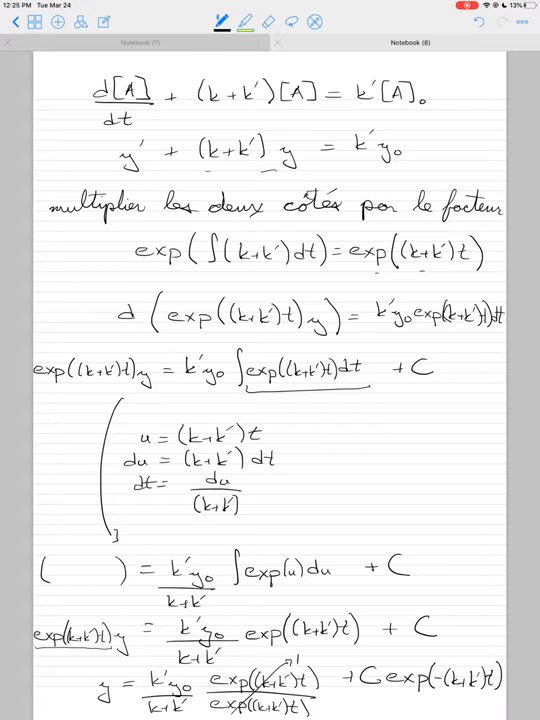 12:25 PM Tue Mar 24 13%
Notebook (7) Notebook (8)
d[A]/dt + (k+k')[A] = k'[A]₀
y' + (k+k') y = k'y₀
multiplier les deux côtés par le facteur
exp(∫(k+k')dt) = exp((k+k')t)
d (exp((k+k')t)y) = k'y₀exp(k+k')t)dt
exp((k+k')t)y = k'y₀ ∫exp((k+k')t)dt + C
u = (k+k')t
du = (k+k')dt
dt = du/(k+k')
( ) = k'y₀/k+k' ∫exp(u)du + C
exp(k+k')t)y = k'y₀/k+k' exp((k+k')t) + C
y = k'y₀/k+k' exp((k+k')t)/exp((k+k')t) 1 + C exp(-(k+k')t)